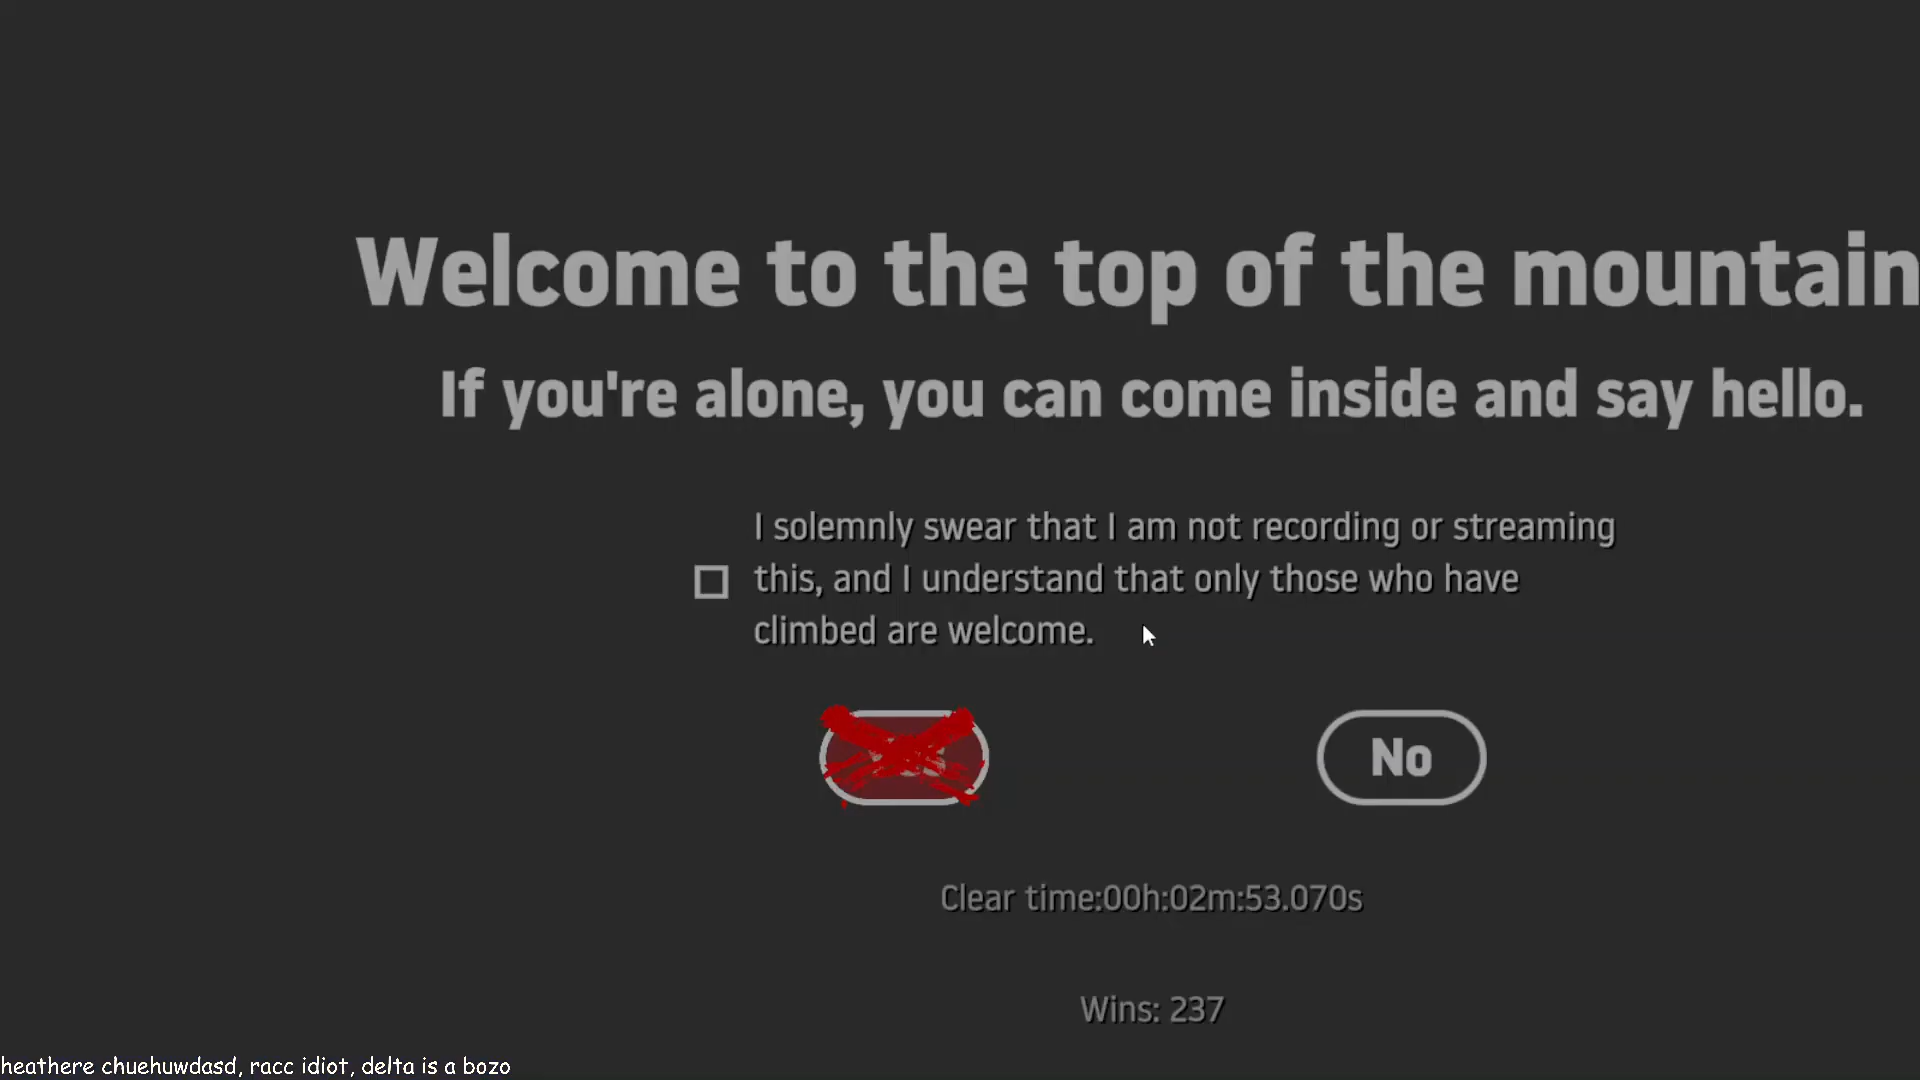 Welcome to the top of the mountain
If you're alone, you can come inside and say hello.
I solemnly swear that I am not recording or streaming
this, and I understand that only those who have
climbed are welcome.
No
Clear time:00h:02m:53.070s
Wins: 237
heathere chuehuwdasd, racc idiot, delta is a bozo